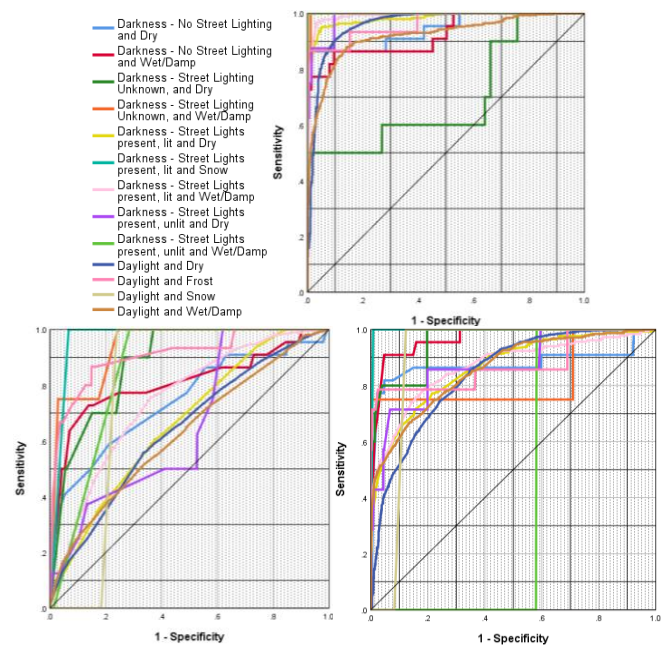 Darkness - No Street Lighting
and Dry
Darkness - No Street Lighting
and Wet/Damp
Darkness - Street Lighting
Unknown, and Dry
Darkness - Street Lighting
Unknown, and Wet/Damp
Darkness - Street Lights
present, lit and Dry
Darkness - Street Lights
present, lit and Snow
Darkness - Street Lights
present, lit and Wet/Damp
Darkness - Street Lights
present, unlit and Dry
Darkness - Street Lights
present, unlit and Wet/Damp
Daylight and Dry
Daylight and Frost
Daylight and Snow
Daylight and Wet/Damp
Sensitivity
1.0
.8
.6
.4
.2
.0
.0 .2 .4 .6 .8 1.0
1 - Specificity
Sensitivity
1.0
.8
.6
.4
.2
.0
.0 .2 .4 .6 .8 1.0
1 - Specificity
Sensitivity
1.0
.8
.6
.4
.2
.0
.0 .2 .4 .6 .8 1.0
1 - Specificity